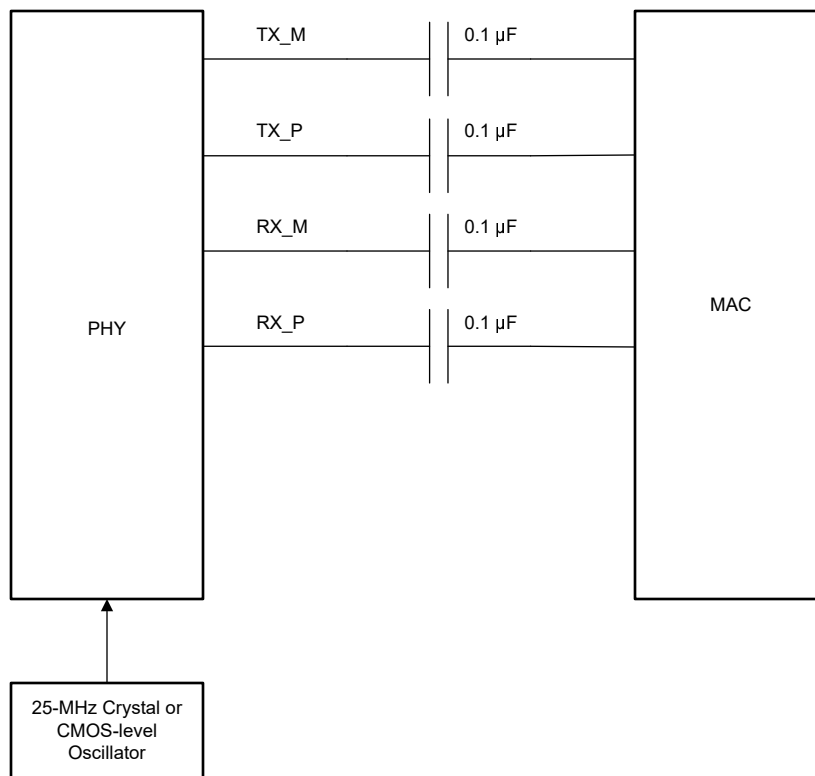 TX_M
0.1 µF
TX_P
0.1 µF
RX_M
0.1 µF
RX_P
0.1 µF
PHY
MAC
25-MHz Crystal or
CMOS-level
Oscillator